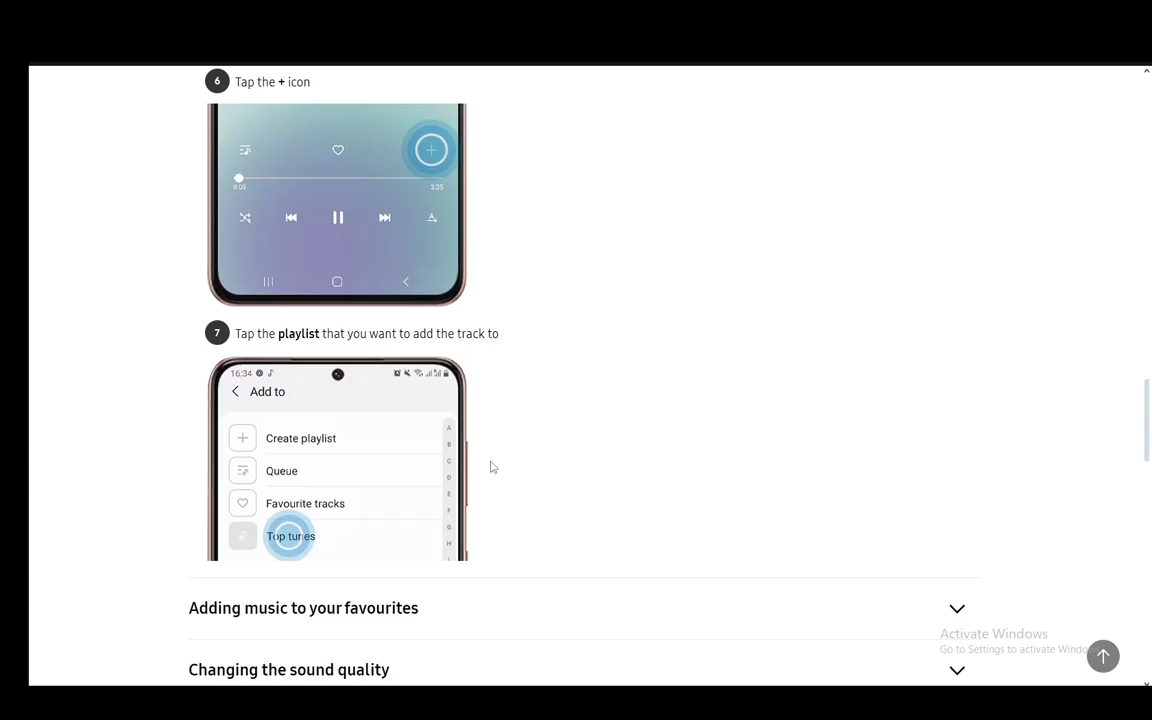 6 Tap the + icon
0:05 3:25
A
7 Tap the playlist that you want to add the track to
16:34
Add to
Create playlist
Queue
Favourite tracks
Top tunes
A
B
C
D
E
F
G
H
Adding music to your favourites
Activate Windows
Go to Settings to activate Windows.
Changing the sound quality